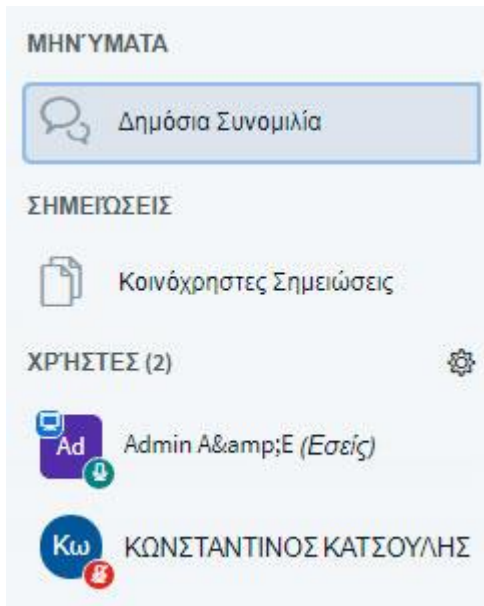 ΜΗΝΎΜΑΤΑ
Δημόσια Συνομιλία
ΣΗΜΕΙΏΣΕΙΣ
Κοινόχρηστες Σημειώσεις
ΧΡΉΣΤΕΣ (2)
Ad Admin A&amp;E (Εσείς)
Κω ΚΩΝΣΤΑΝΤΙΝΟΣ ΚΑΤΣΟΥΛΗΣ